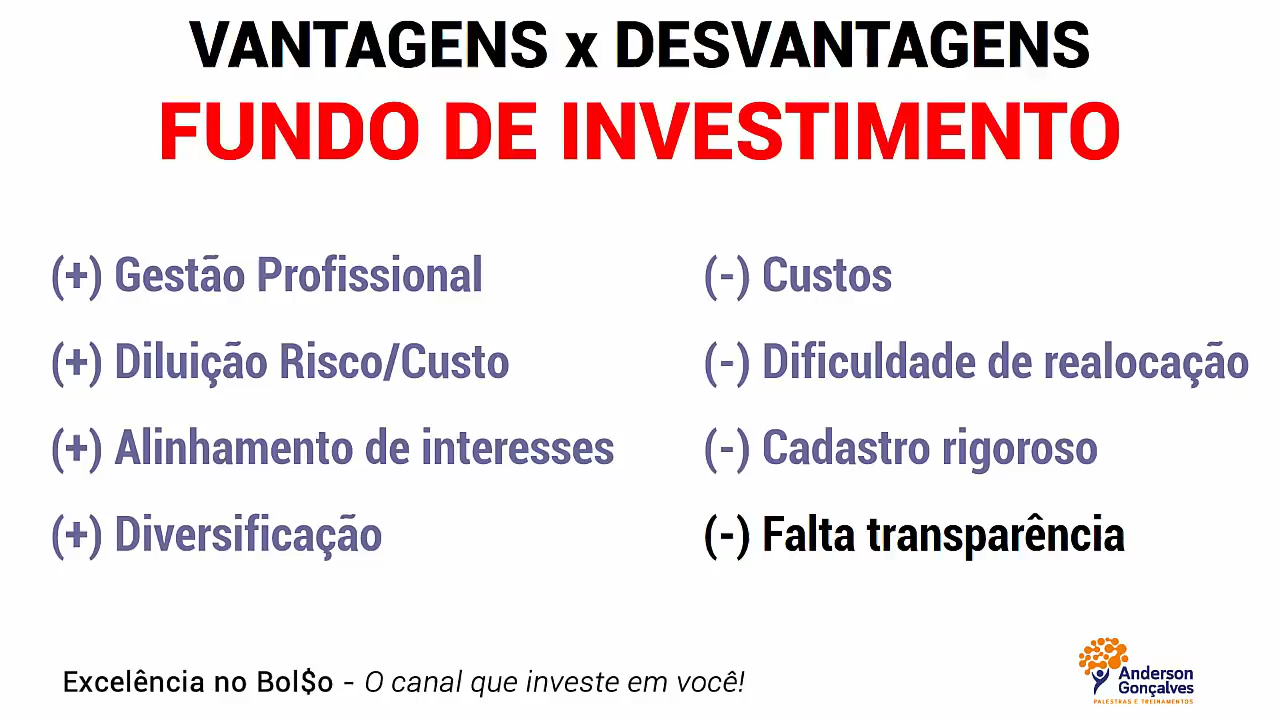 VANTAGENS x DESVANTAGENS
FUNDO DE INVESTIMENTO
(+) Gestão Profissional
(+) Diluição Risco/Custo
(+) Alinhamento de interesses
(+) Diversificação
(-) Custos
(-) Dificuldade de realocação
(-) Cadastro rigoroso
(-) Falta transparência
Excelência no Bol$o - O canal que investe em você!
Anderson
Gonçalves
PALESTRAS E TREINAMENTOS